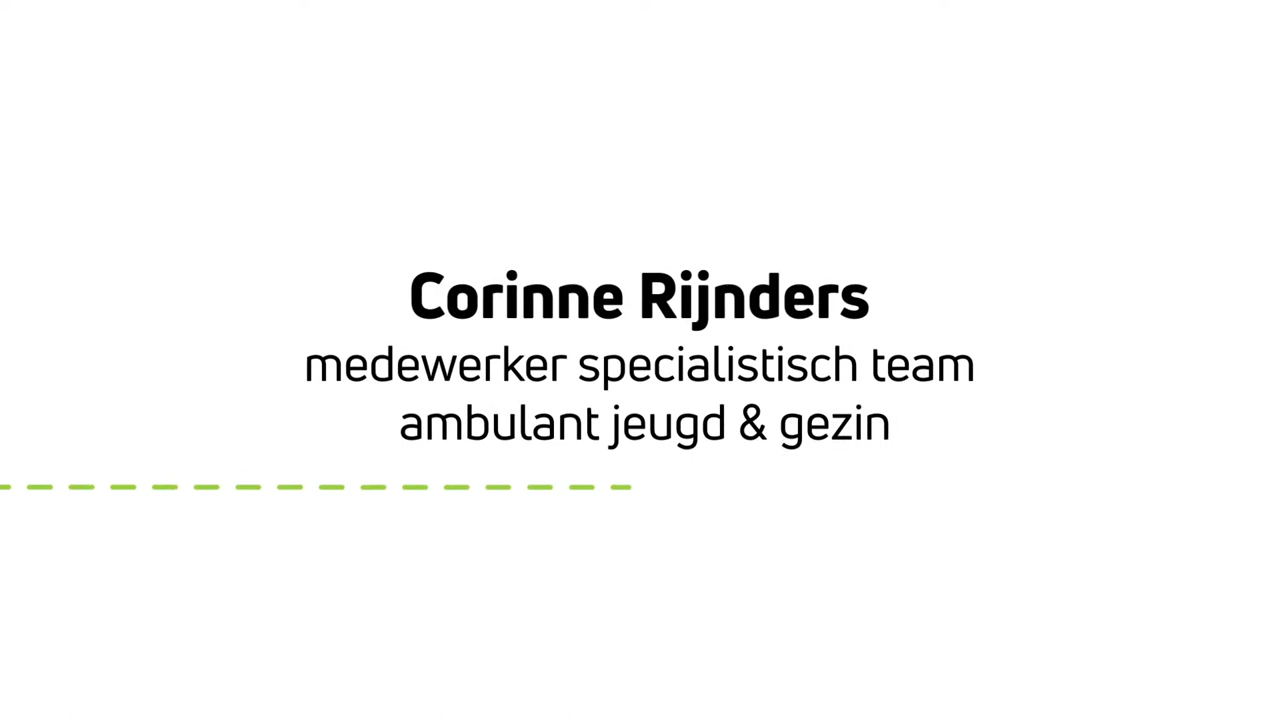 Corinne Rijnders
medewerker specialistisch team
ambulant jeugd & gezin